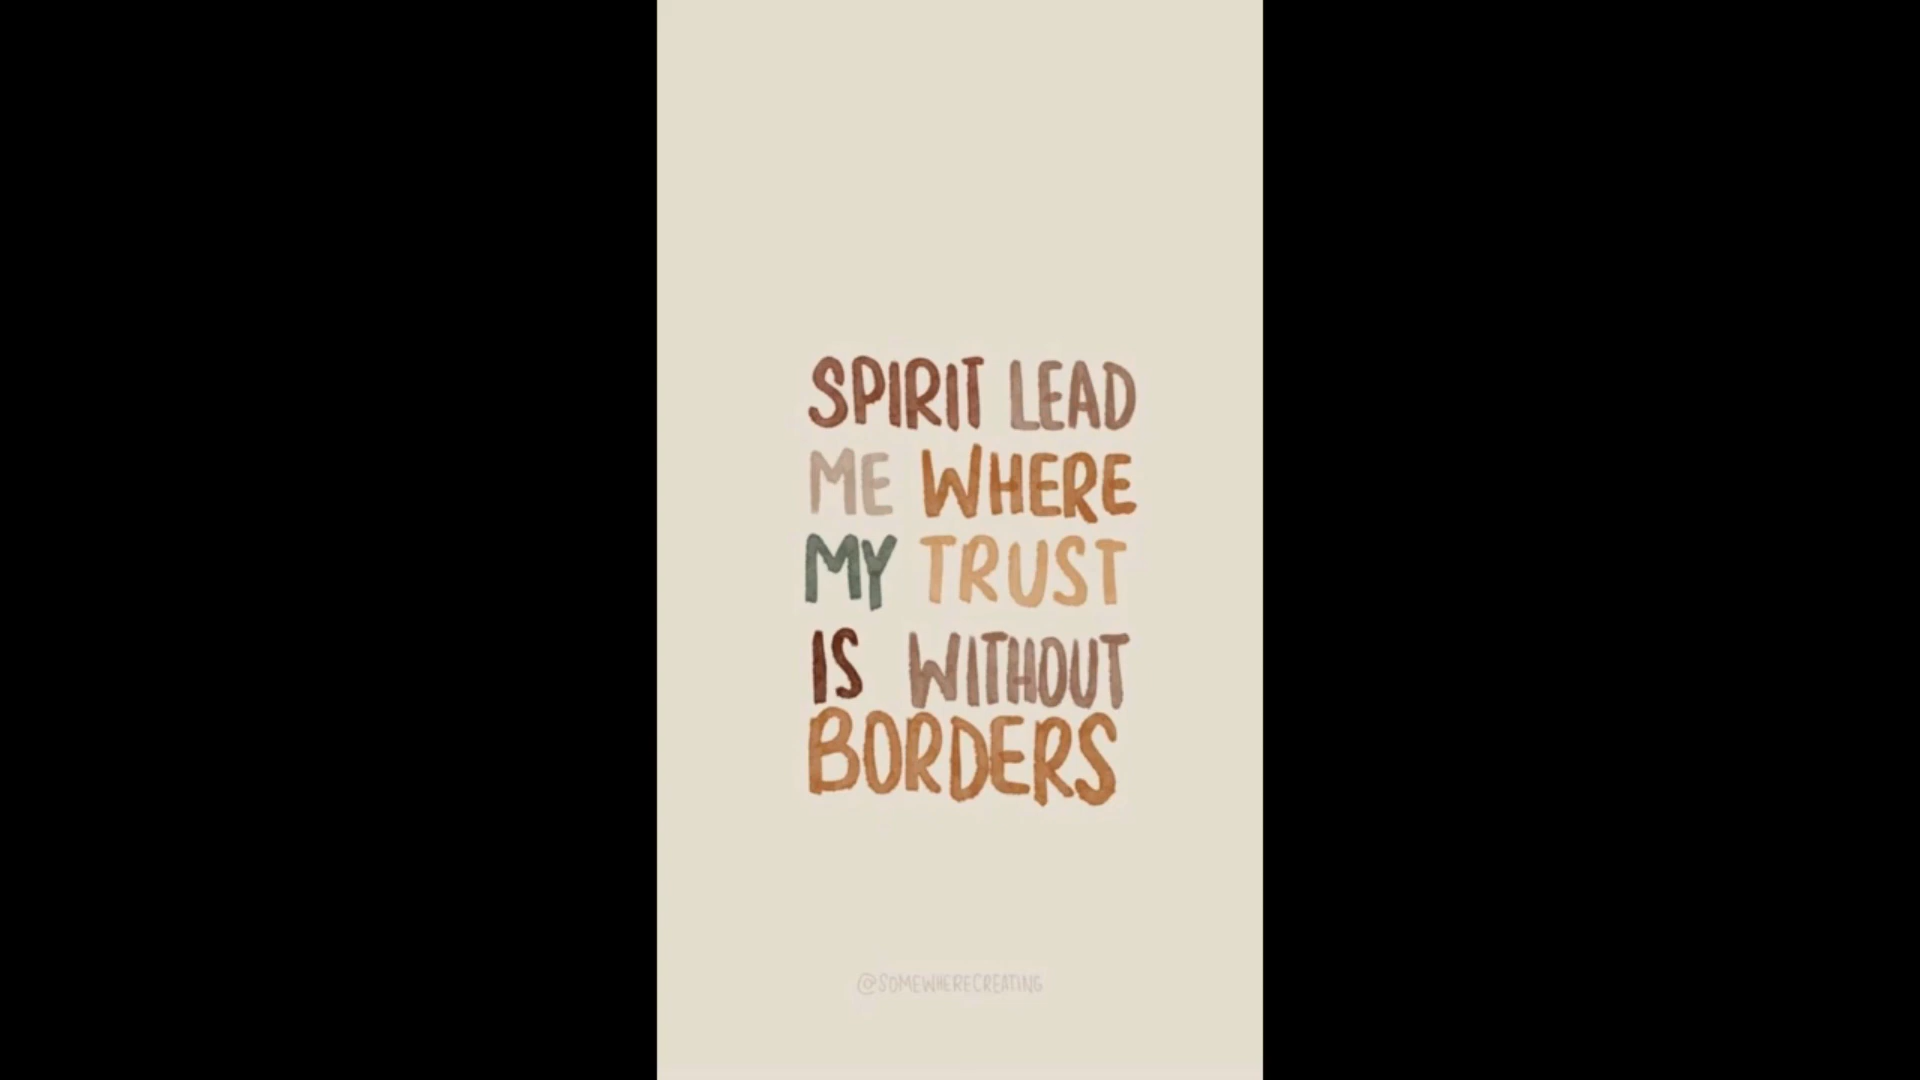 SPIRIT LEAD
ME WHERE
MY TRUST
IS WITHOUT
BORDERS
@SOMEWHERECREATING